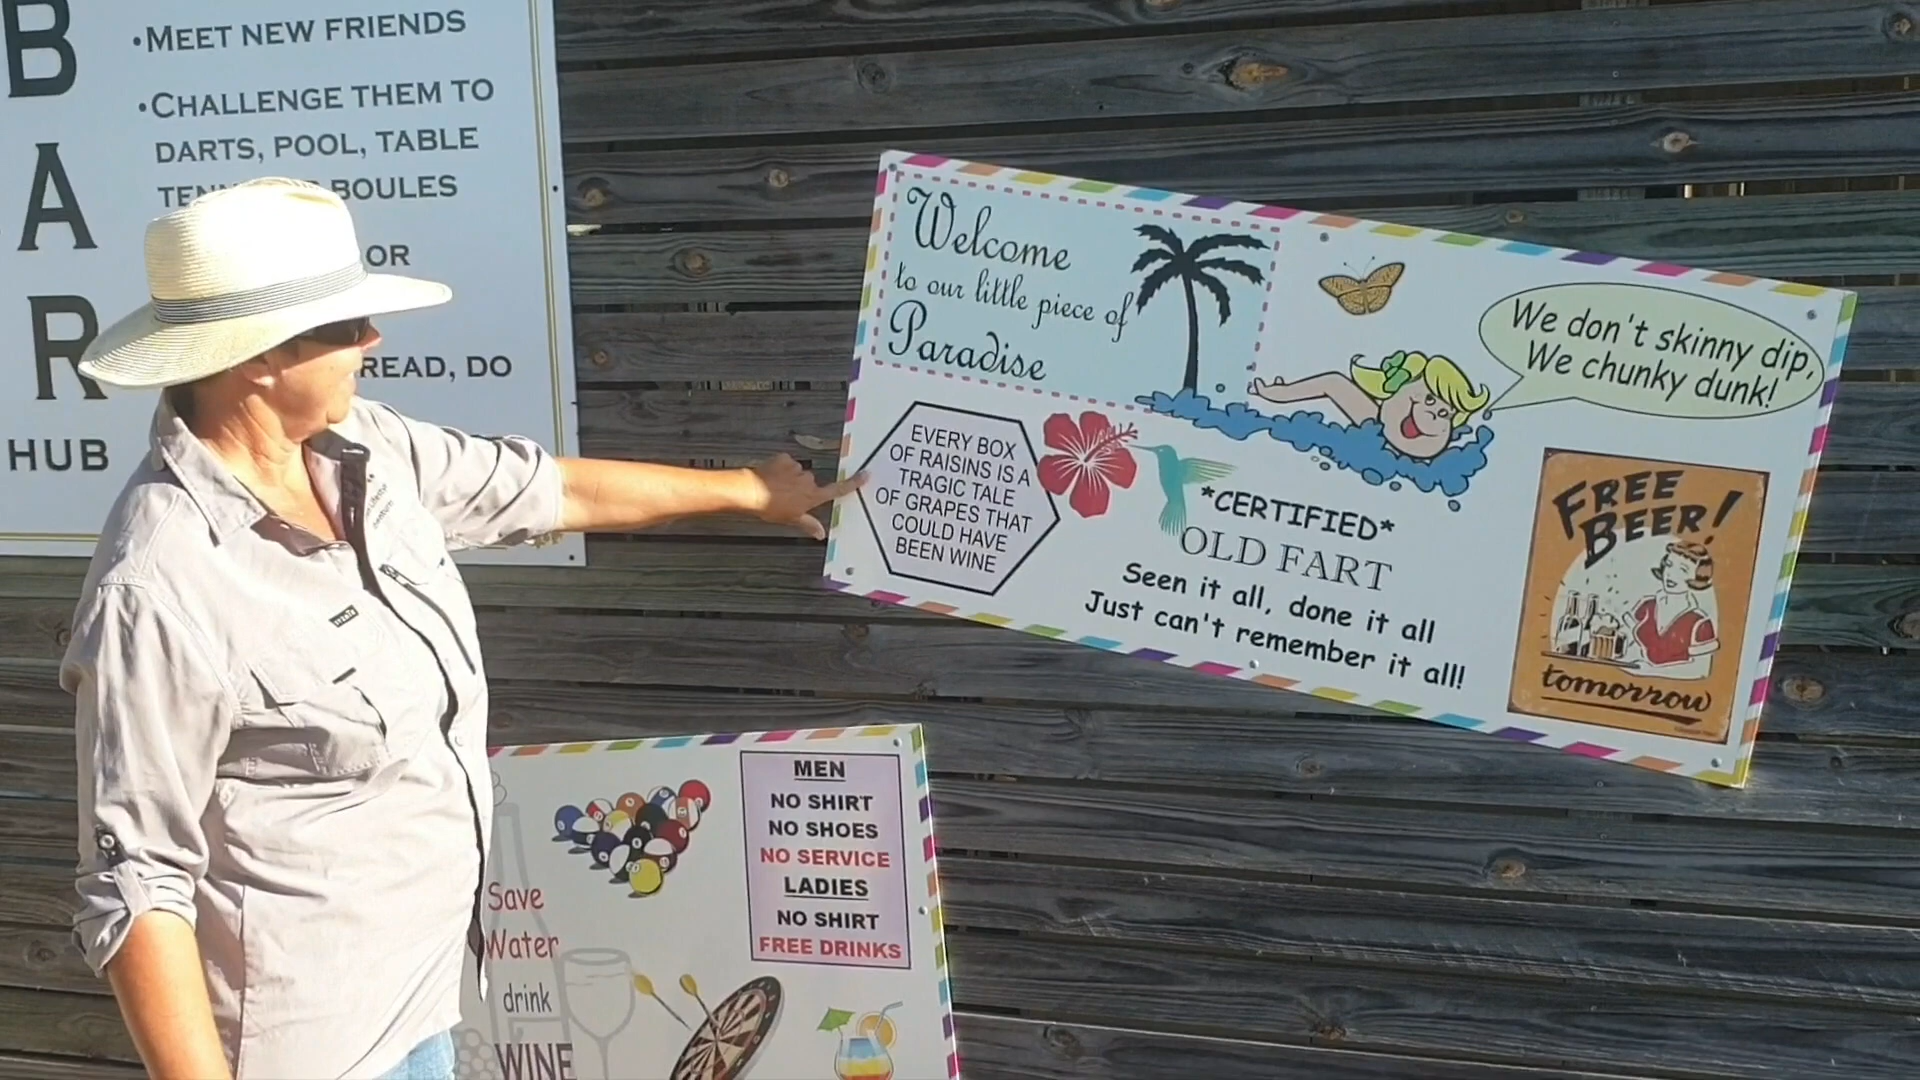 B
A
R
HUB
•MEET NEW FRIENDS
•CHALLENGE THEM TO
DARTS, POOL, TABLE
BOULES
OR
READ, DO
Welcome
to our little piece of
Paradise
We don't skinny dip,
We chunky dunk!
EVERY BOX
OF RAISINS IS A
TRAGIC TALE
OF GRAPES THAT
COULD HAVE
BEEN WINE
*CERTIFIED*
OLD FART
Seen it all, done it all
Just can't remember it all!
FREE
BEER!
tomorrow
Save
Water
drink
WINE
MEN
NO SHIRT
NO SHOES
NO SERVICE
LADIES
NO SHIRT
FREE DRINKS